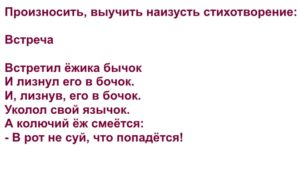 Произносить, выучить наизусть стихотворение:
Встреча
Встретил ёжика бычок
И лизнул его в бочок.
И, лизнув, его в бочок.
Уколол свой язычок.
А колючий ёж смеётся:
- В рот не суй, что попадётся!